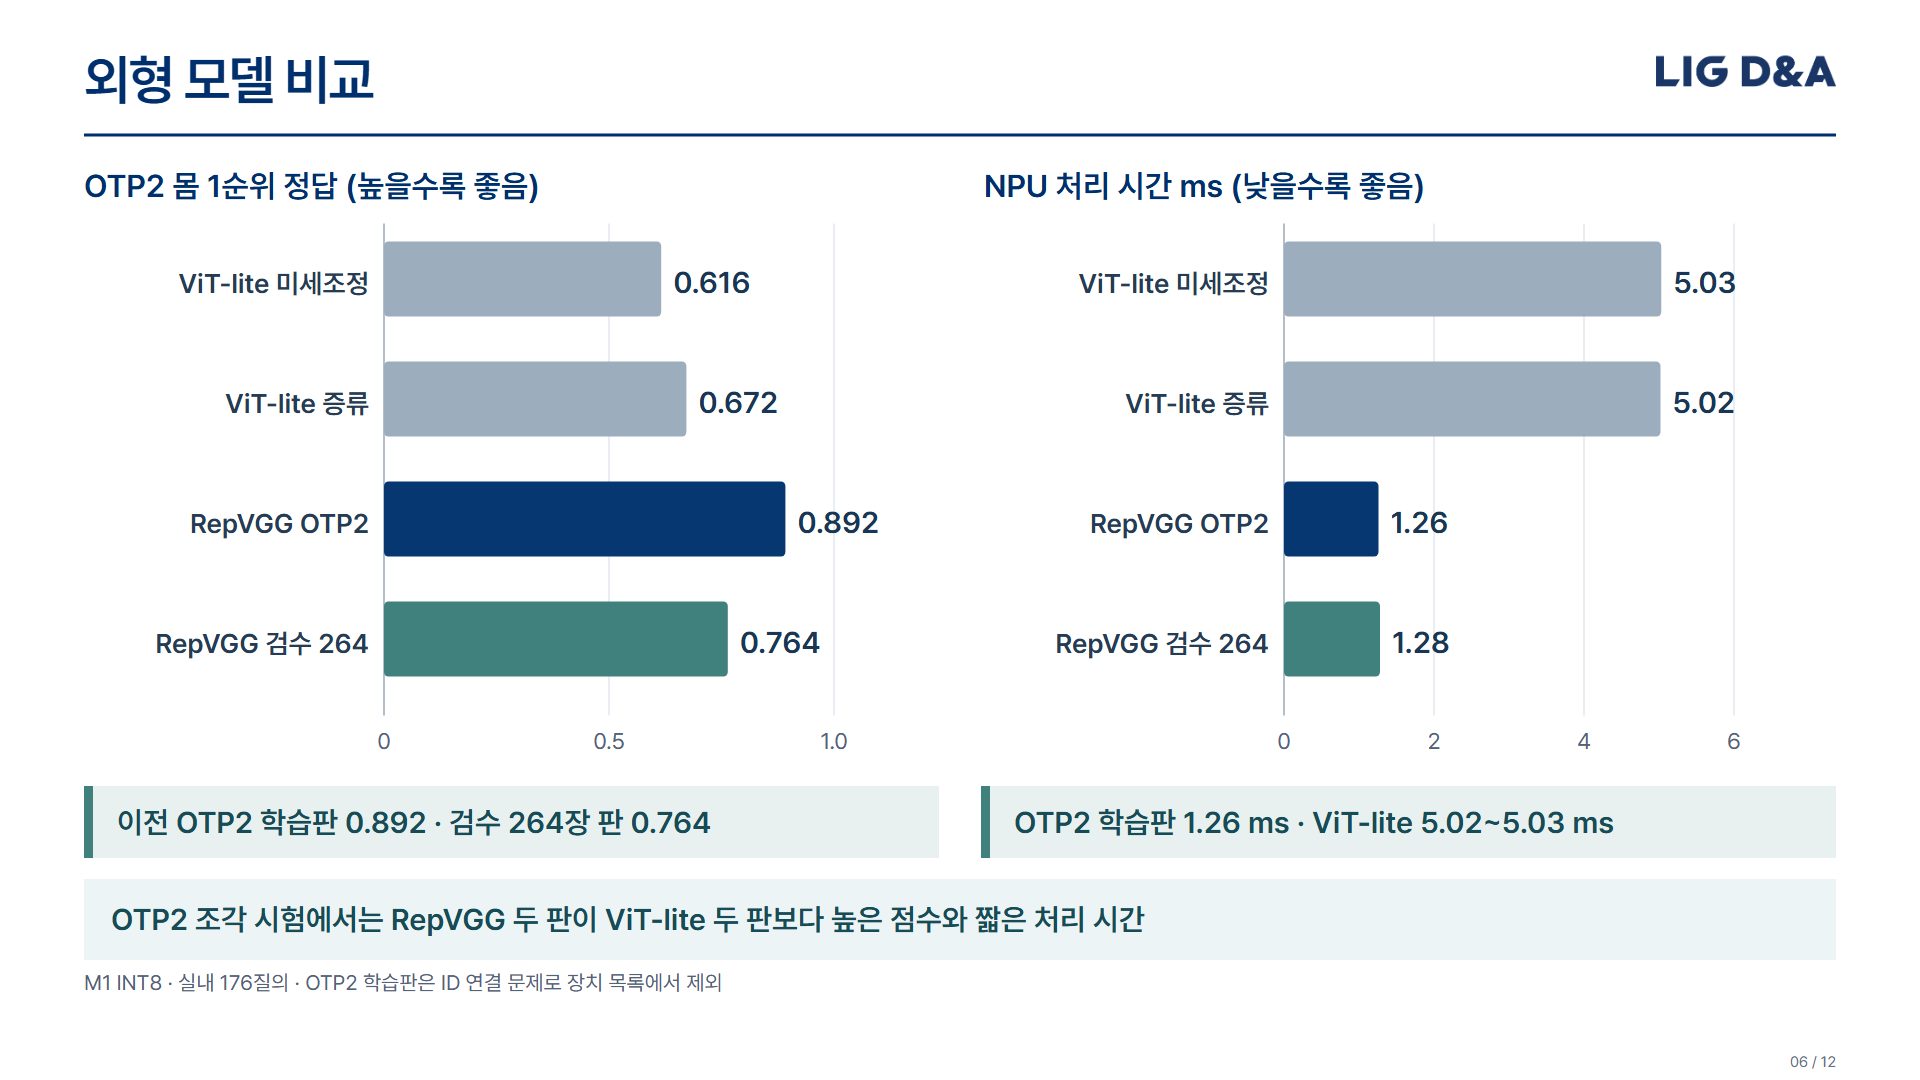 외형 모델 비교
LIG D&A
OTP2 몸 1순위 정답 (높을수록 좋음)
ViT-lite 미세조정
0.616
ViT-lite 증류
0.672
RepVGG OTP2
0.892
RepVGG 검수 264
0.764
0
0.5
1.0
NPU 처리 시간 ms (낮을수록 좋음)
ViT-lite 미세조정
5.03
ViT-lite 증류
5.02
RepVGG OTP2
1.26
RepVGG 검수 264
1.28
0
2
4
6
이전 OTP2 학습판 0.892 · 검수 264장 판 0.764
OTP2 학습판 1.26 ms · ViT-lite 5.02~5.03 ms
OTP2 조각 시험에서는 RepVGG 두 판이 ViT-lite 두 판보다 높은 점수와 짧은 처리 시간
M1 INT8 · 실내 176질의 · OTP2 학습판은 ID 연결 문제로 장치 목록에서 제외
06 / 12